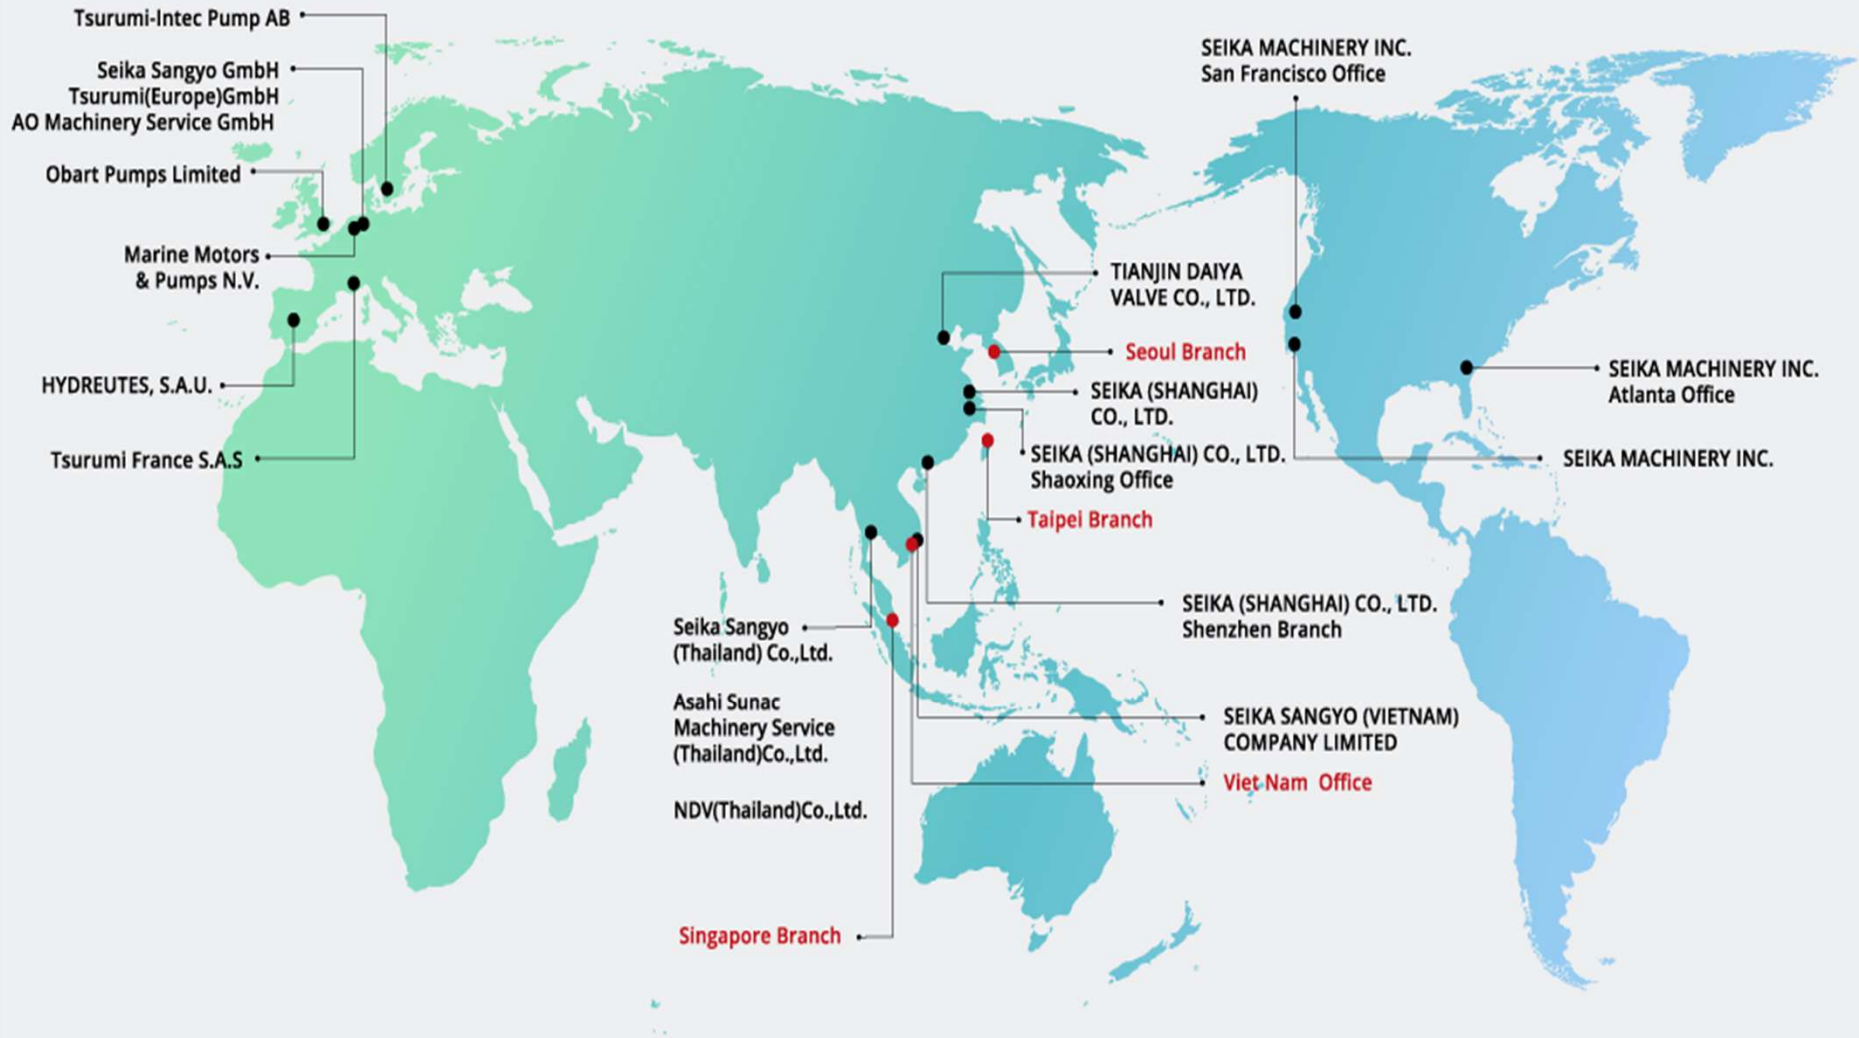 Tsurumi-Intec Pump AB
Seika Sangyo GmbH
Tsurumi(Europe)GmbH
AO Machinery Service GmbH
Obart Pumps Limited
Marine Motors
& Pumps N.V.
HYDREUTES, S.A.U.
Tsurumi France S.A.S
SEIKA MACHINERY INC.
San Francisco Office
TIANJIN DAIYA
VALVE CO., LTD.
Seoul Branch
SEIKA (SHANGHAI)
CO., LTD.
SEIKA (SHANGHAI) CO., LTD.
Shaoxing Office
Taipei Branch
SEIKA MACHINERY INC.
Atlanta Office
SEIKA MACHINERY INC.
SEIKA (SHANGHAI) CO., LTD.
Shenzhen Branch
Seika Sangyo
(Thailand) Co.,Ltd.
Asahi Sunac
Machinery Service
(Thailand)Co.,Ltd.
NDV(Thailand)Co.,Ltd.
SEIKA SANGYO (VIETNAM)
COMPANY LIMITED
Viet Nam  Office
Singapore Branch